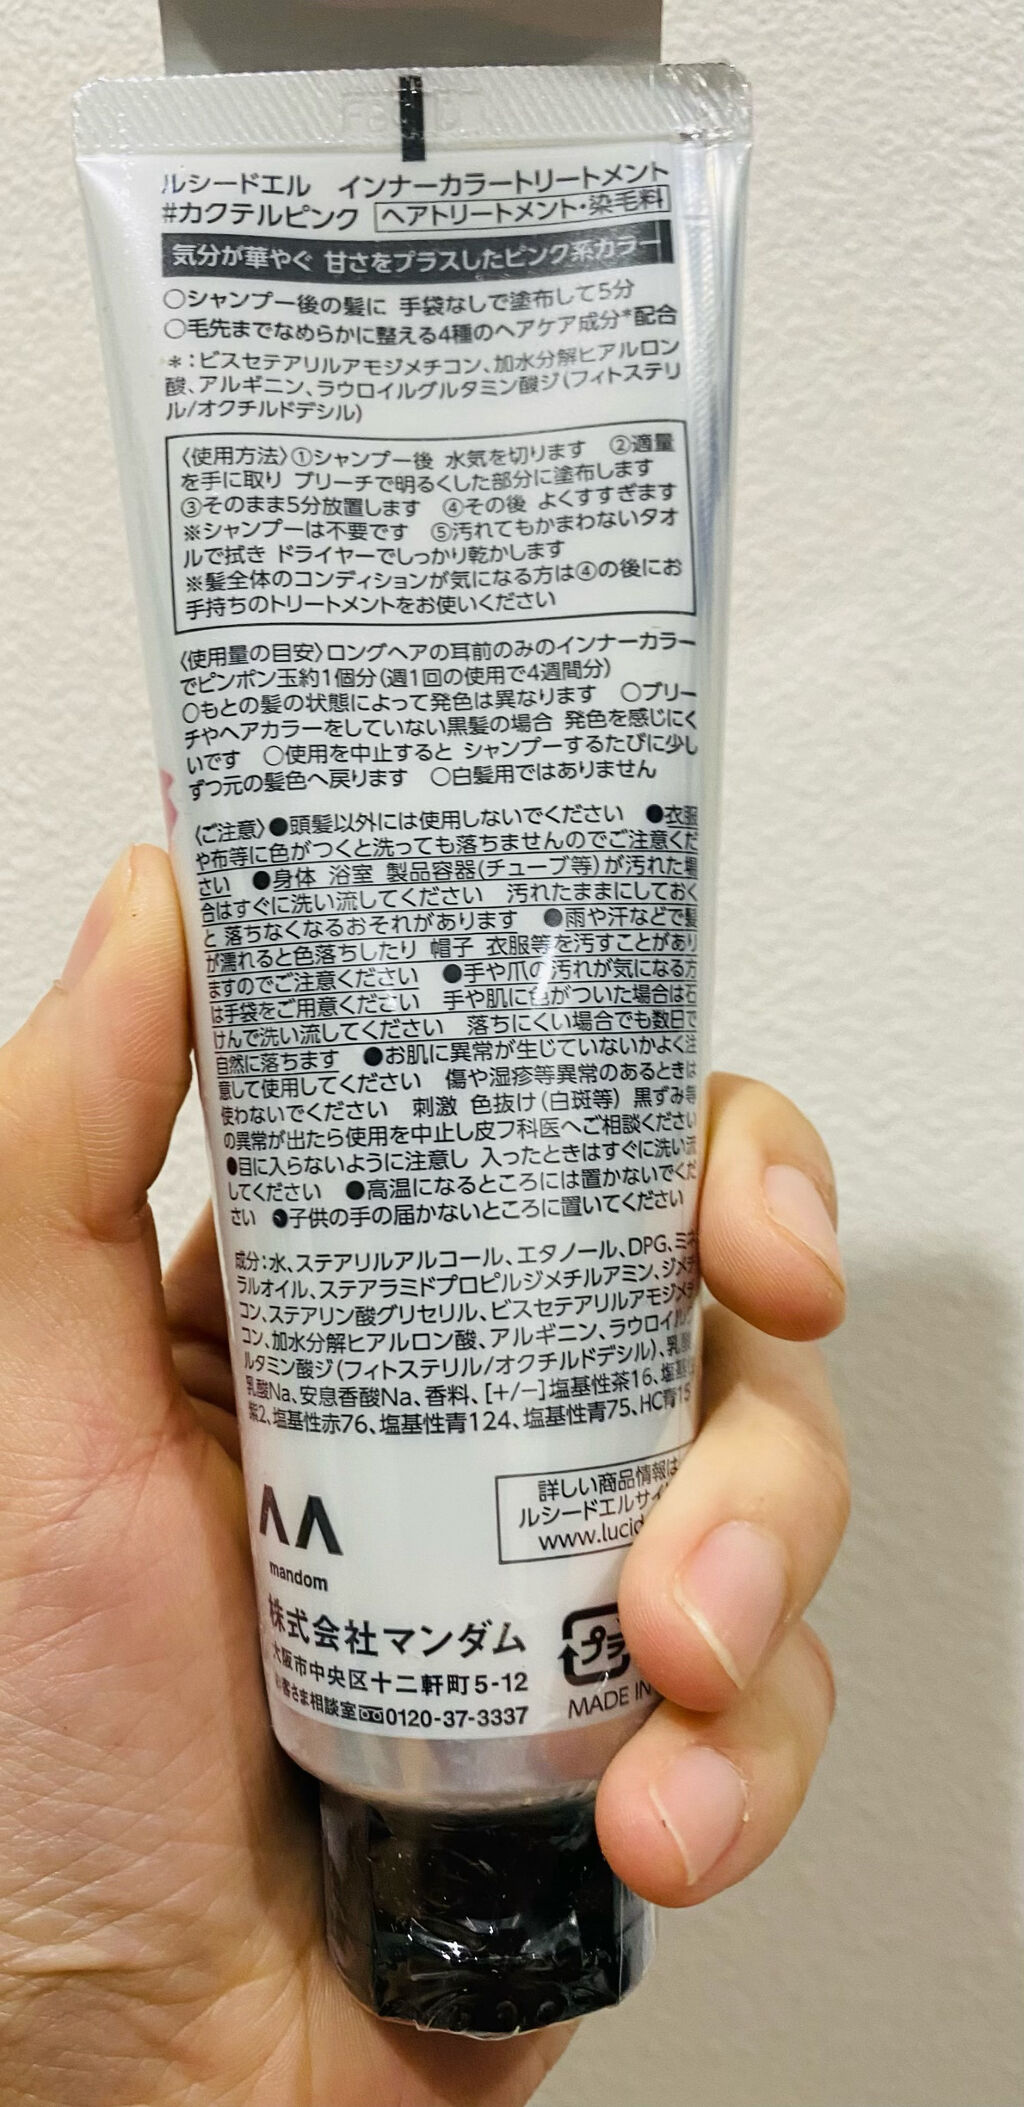 ルシードエル インナーカラートリートメント
#カクテルピンク ヘアトリートメント・染毛料
気分が華やぐ 甘さをプラスしたピンク系カラー
○シャンプー後の髪に 手袋なしで塗布して5分
○毛先までなめらかに整える4種のヘアケア成分*配合
*:ビスセテアリルアモジメチコン、加水分解ヒアルロン
酸、アルギニン、ラウロイルグルタミン酸ジ(フィトステリ
ル/オクチルドデシル)
〈使用方法〉①シャンプー後 水気を切ります ②適量
を手に取り ブリーチで明るくした部分に塗布します
③そのまま5分放置します ④その後 よくすすぎます
※シャンプーは不要です ⑤汚れてもかまわないタオ
ルで拭き ドライヤーでしっかり乾かします
※髪全体のコンディションが気になる方は④の後にお
手持ちのトリートメントをお使いください
〈使用量の目安〉ロングヘアの耳前のみのインナーカラー
でピンポン玉約1個分(週1回の使用で4週間分)
○もとの髪の状態によって発色は異なります ○ブリー
チやヘアカラーをしていない黒髪の場合 発色を感じにく
いです ○使用を中止すると シャンプーするたびに少し
ずつ元の髪色へ戻ります ○白髪用ではありません
〈ご注意〉●頭髪以外には使用しないでください ●衣服
や布等に色がつくと洗っても落ちませんのでご注意くだ
さい ●身体 浴室 製品容器(チューブ等)が汚れた場
合はすぐに洗い流してください 汚れたままにしておく
と 落ちなくなるおそれがあります ●雨や汗などで髪
が濡れると色落ちしたり 帽子 衣服等を汚すことがあり
ますのでご注意ください ●手や爪の汚れが気になる方
は手袋をご用意ください 手や肌に色がついた場合は石
けんで洗い流してください 落ちにくい場合でも数日で
自然に落ちます ●お肌に異常が生じていないかよく注
意して使用してください 傷や湿疹等異常のあるときは
使わないでください 刺激 色抜け(白斑等) 黒ずみ等
の異常が出たら使用を中止し皮フ科医へご相談ください
●目に入らないように注意し 入ったときはすぐに洗い流
してください ●高温になるところには置かないでくだ
さい ●子供の手の届かないところに置いてください
成分:水、ステアリルアルコール、エタノール、DPG、ミネ
ラルオイル、ステアラミドプロピルジメチルアミン、ジメチ
コン、ステアリン酸グリセリル、ビスセテアリルアモジメチ
コン、加水分解ヒアルロン酸、アルギニン、ラウロイルグ
ルタミン酸ジ(フィトステリル/オクチルドデシル)、乳酸
乳酸Na、安息香酸Na、香料、[+/−]塩基性茶16、塩基性
紫2、塩基性赤76、塩基性青124、塩基性青75、HC青15
詳しい商品情報は
ルシードエルサイ
www.lucid
mandom
株式会社マンダム
大阪市中央区十二軒町5-12
お客さま相談室 0120-37-3337
プラ
MADE IN